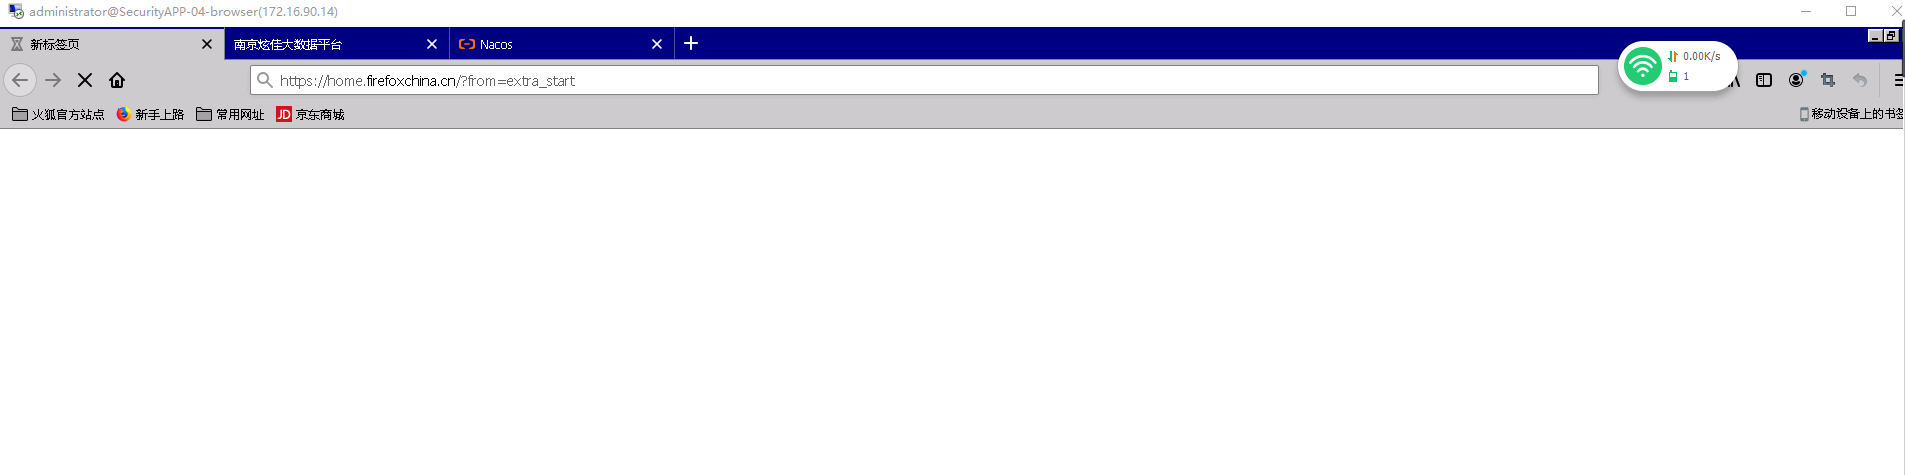 administrator@SecurityAPP-04-browser(172.16.90.14)
新标签页 南京炫佳大数据平台 Nacos
0.00K/s
https://home.firefoxchina.cn/?from=extra_start
1
火狐官方站点 新手上路 常用网址 JD 京东商城 移动设备上的书签